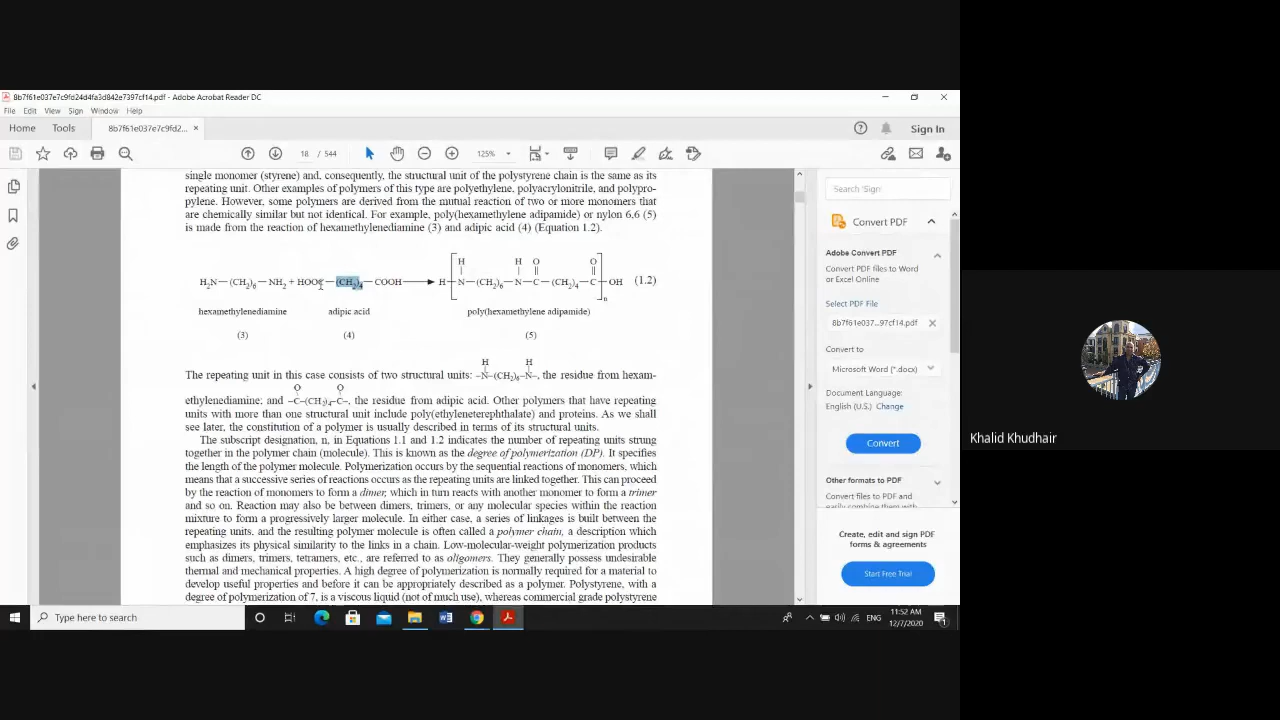 8b7f61e037e7c9fd24d4fa3d842e7397cf14.pdf - Adobe Acrobat Reader DC
File Edit View Sign Window Help
Home Tools 8b7f61e037e7c9fd2... × Sign In
18 / 544 125%
single monomer (styrene) and, consequently, the structural unit of the polystyrene chain is the same as its
repeating unit. Other examples of polymers of this type are polyethylene, polyacrylonitrile, and polypro-
pylene. However, some polymers are derived from the mutual reaction of two or more monomers that
are chemically similar but not identical. For example, poly(hexamethylene adipamide) or nylon 6,6 (5)
is made from the reaction of hexamethylenediamine (3) and adipic acid (4) (Equation 1.2).
H H O O
H₂N—(CH₂)₆—NH₂ + HOOC—(CH₂)₄—COOH → H—N—(CH₂)₆—N—C—(CH₂)₄—C—OH (1.2)
n
hexamethylenediamine adipic acid poly(hexamethylene adipamide)
(3) (4) (5)
H H
The repeating unit in this case consists of two structural units: –N–(CH₂)₆–N–, the residue from hexam-
O O
ethylenediamine; and –C–(CH₂)₄–C–, the residue from adipic acid. Other polymers that have repeating
units with more than one structural unit include poly(ethyleneterephthalate) and proteins. As we shall
see later, the constitution of a polymer is usually described in terms of its structural units.
The subscript designation, n, in Equations 1.1 and 1.2 indicates the number of repeating units strung
together in the polymer chain (molecule). This is known as the degree of polymerization (DP). It specifies
the length of the polymer molecule. Polymerization occurs by the sequential reactions of monomers, which
means that a successive series of reactions occurs as the repeating units are linked together. This can proceed
by the reaction of monomers to form a dimer, which in turn reacts with another monomer to form a trimer
and so on. Reaction may also be between dimers, trimers, or any molecular species within the reaction
mixture to form a progressively larger molecule. In either case, a series of linkages is built between the
repeating units, and the resulting polymer molecule is often called a polymer chain, a description which
emphasizes its physical similarity to the links in a chain. Low-molecular-weight polymerization products
such as dimers, trimers, tetramers, etc., are referred to as oligomers. They generally possess undesirable
thermal and mechanical properties. A high degree of polymerization is normally required for a material to
develop useful properties and before it can be appropriately described as a polymer. Polystyrene, with a
degree of polymerization of 7, is a viscous liquid (not of much use), whereas commercial grade polystyrene
Search 'Sign'
Convert PDF
Adobe Convert PDF
Convert PDF files to Word
or Excel Online
Select PDF File
8b7f61e037...97cf14.pdf ×
Convert to
Microsoft Word (*.docx)
Document Language:
English (U.S.) Change
Convert
Other formats to PDF
Convert files to PDF and
easily combine them with
Create, edit and sign PDF
forms & agreements
Start Free Trial
Khalid Khudhair
Type here to search
ENG
11:52 AM
12/7/2020
1